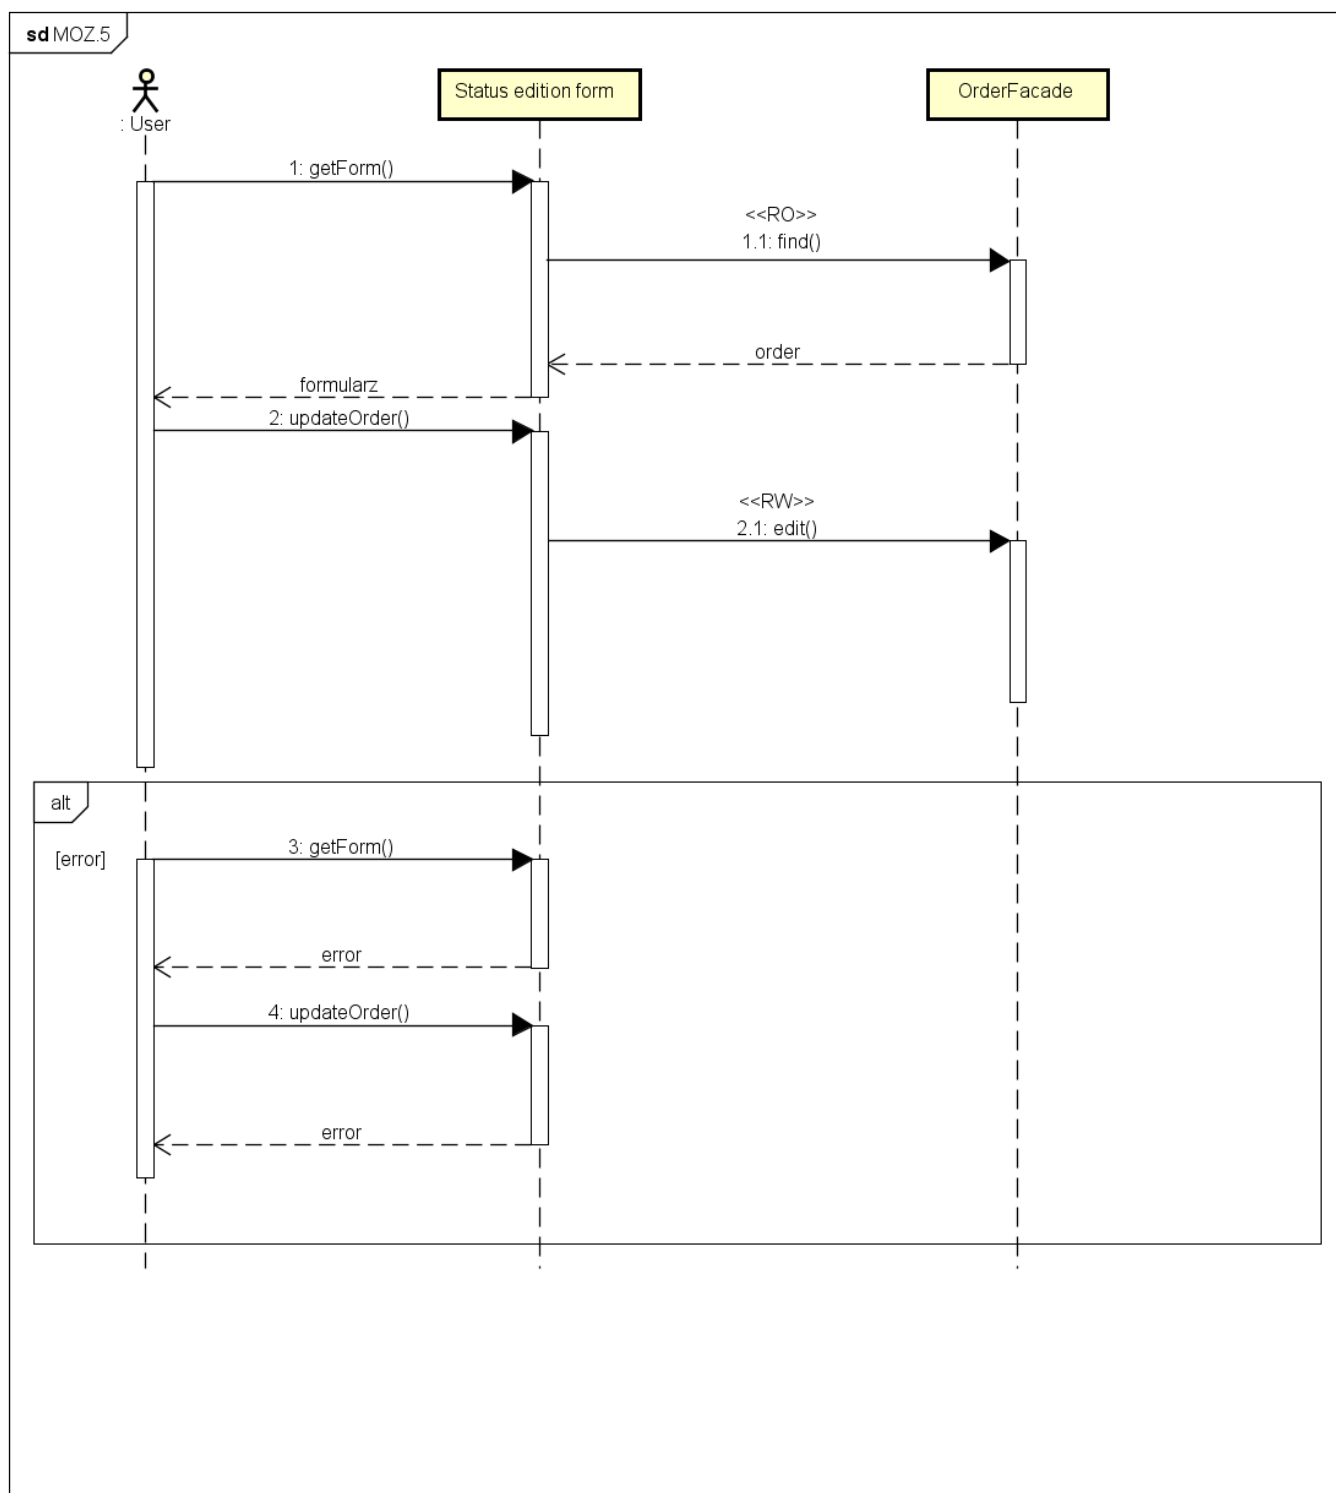 sd MOZ.5
: User
Status edition form
OrderFacade
1: getForm()
<<RO>>
1.1: find()
order
formularz
2: updateOrder()
<<RW>>
2.1: edit()
alt
[error]
3: getForm()
error
4: updateOrder()
error